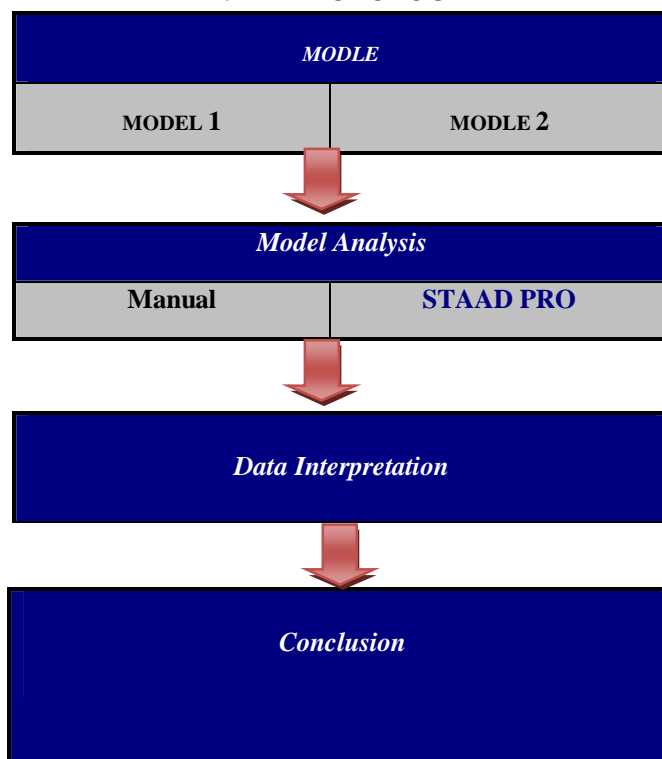 MODLE
MODEL 1 MODLE 2
Model Analysis
Manual STAAD PRO
Data Interpretation
Conclusion